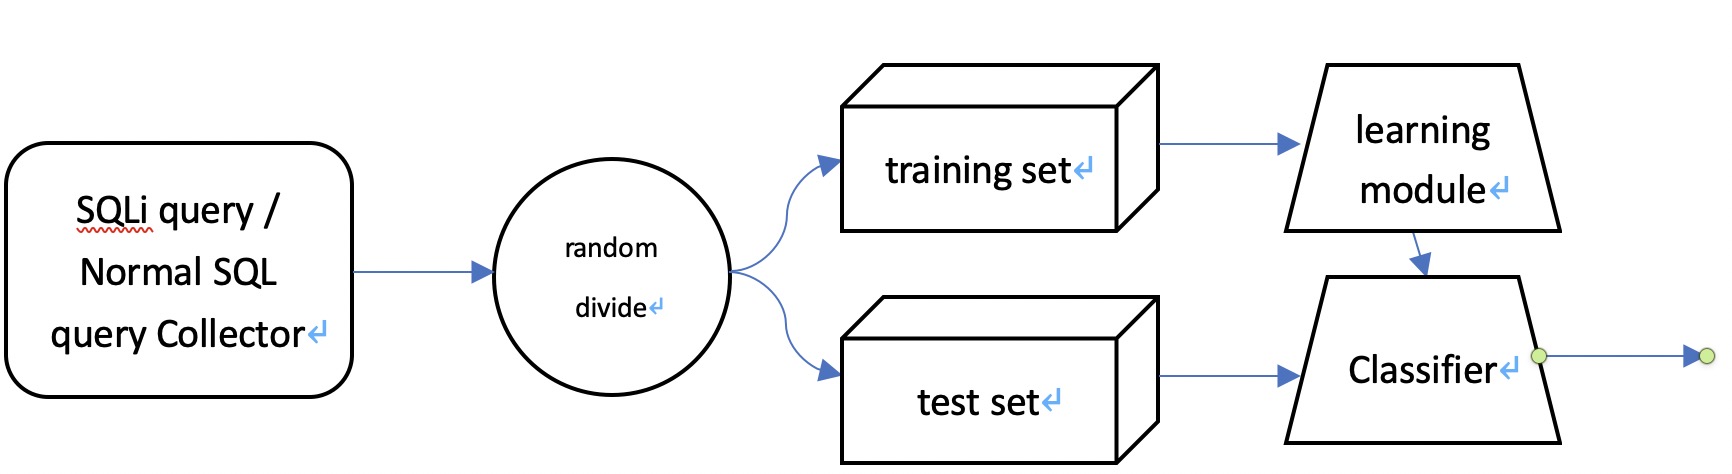 SQLi query /
Normal SQL
query Collector
random
divide
training set
test set
learning
module
Classifier